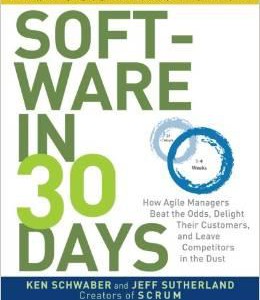 SOFT-
WARE
IN
30
DAYS
1-4
Weeks
How Agile Managers
Beat the Odds, Delight
Their Customers,
and Leave
Competitors
in the Dust
KEN SCHWABER AND JEFF SUTHERLAND
Creators of SCRUM